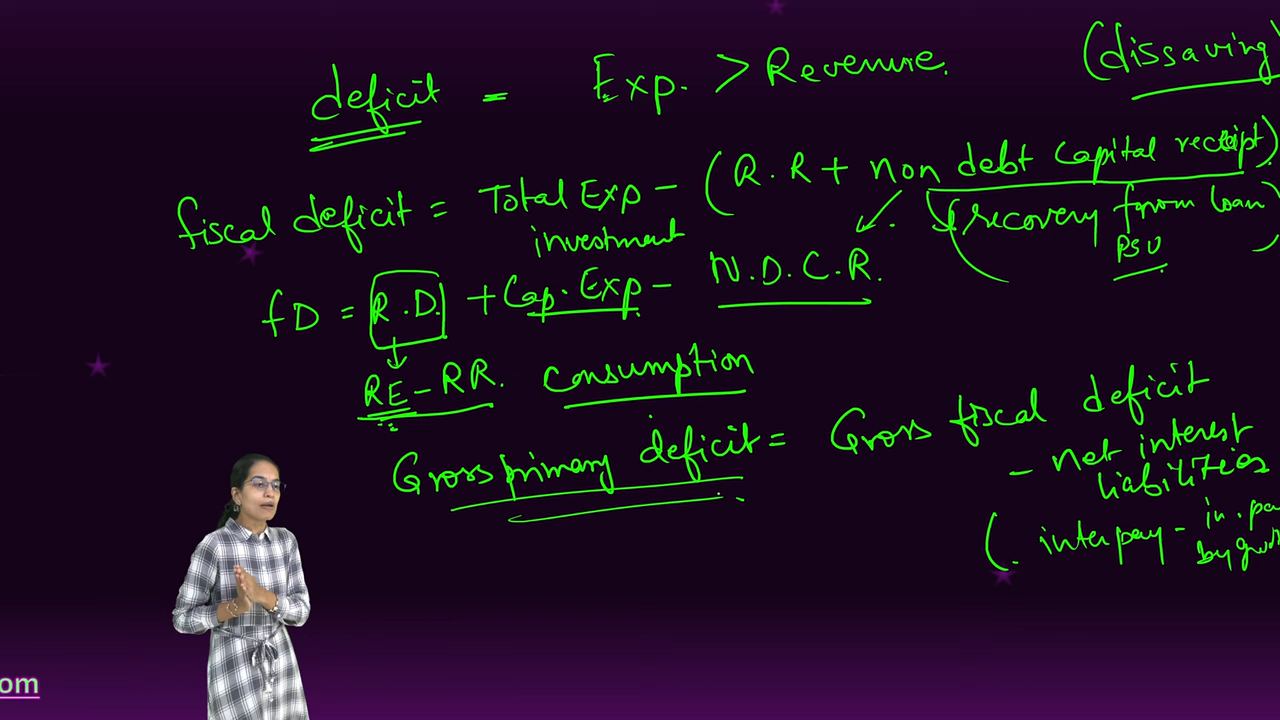 deficit = Exp. > Revenue. (dissaving)
fiscal deficit = Total Exp - (R.R + non debt Capital receipt)
investment (recovery from loan)
PSU
fD = R.D. + Cap. Exp - N.D.C.R.
RE - RR. Consumption
Gross primary deficit = Gross fiscal deficit
- net interest
liabilities
(. inter pay - in. pa
by
om